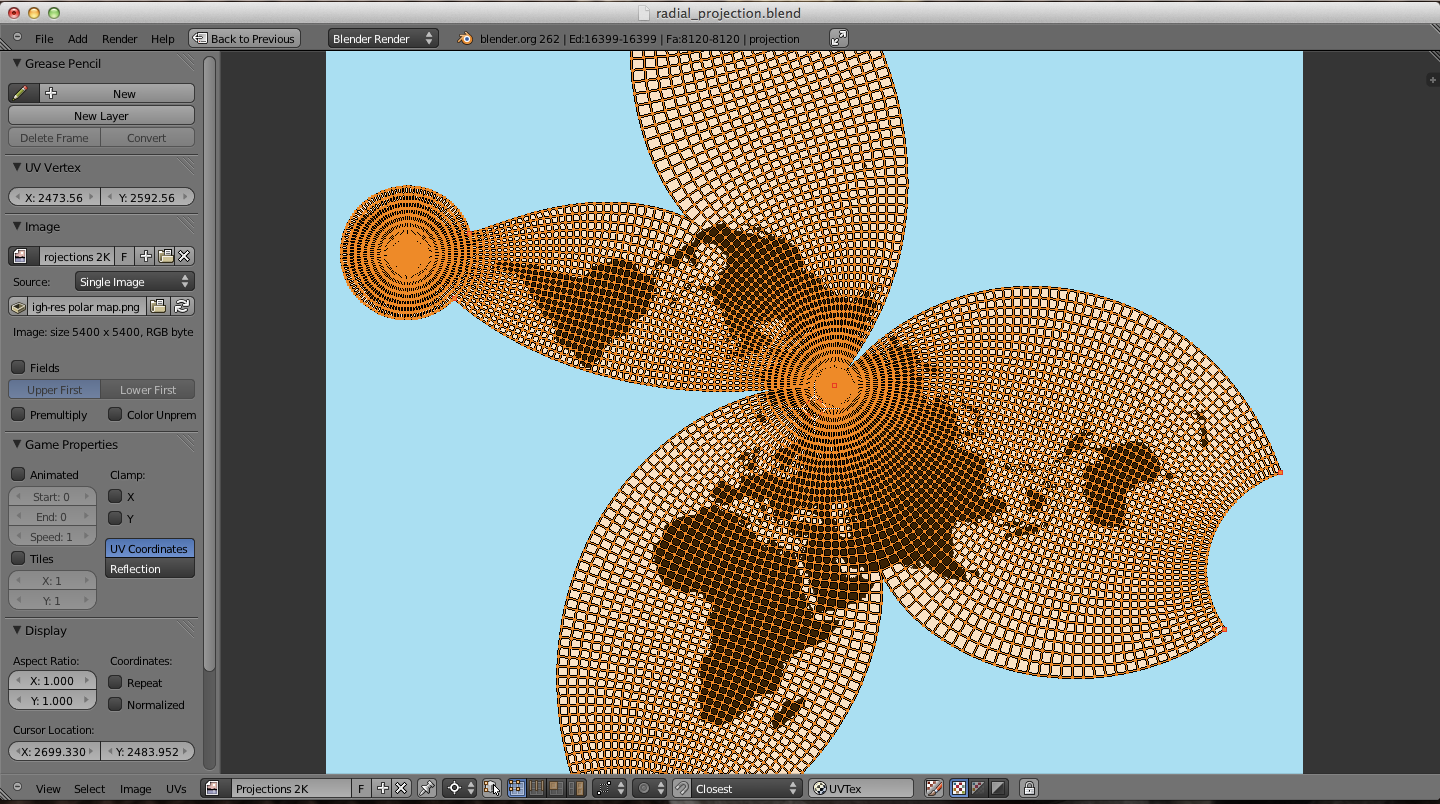 radial_projection.blend
File Add Render Help Back to Previous Blender Render blender.org 262 | Ed:16399-16399 | Fa:8120-8120 | projection
Grease Pencil
New
New Layer
Delete Frame Convert
UV Vertex
X: 2473.56 Y: 2592.56
Image
rojections 2K F
Source: Single Image
igh-res polar map.png
Image: size 5400 x 5400, RGB byte
Fields
Upper First Lower First
Premultiply Color Unprem
Game Properties
Animated Clamp:
Start: 0 X
End: 0 Y
Speed: 1
Tiles UV Coordinates
X: 1 Reflection
Y: 1
Display
Aspect Ratio: Coordinates:
X: 1.000 Repeat
Y: 1.000 Normalized
Cursor Location:
X: 2699.330 Y: 2483.952
View Select Image UVs Projections 2K F Closest UVTex